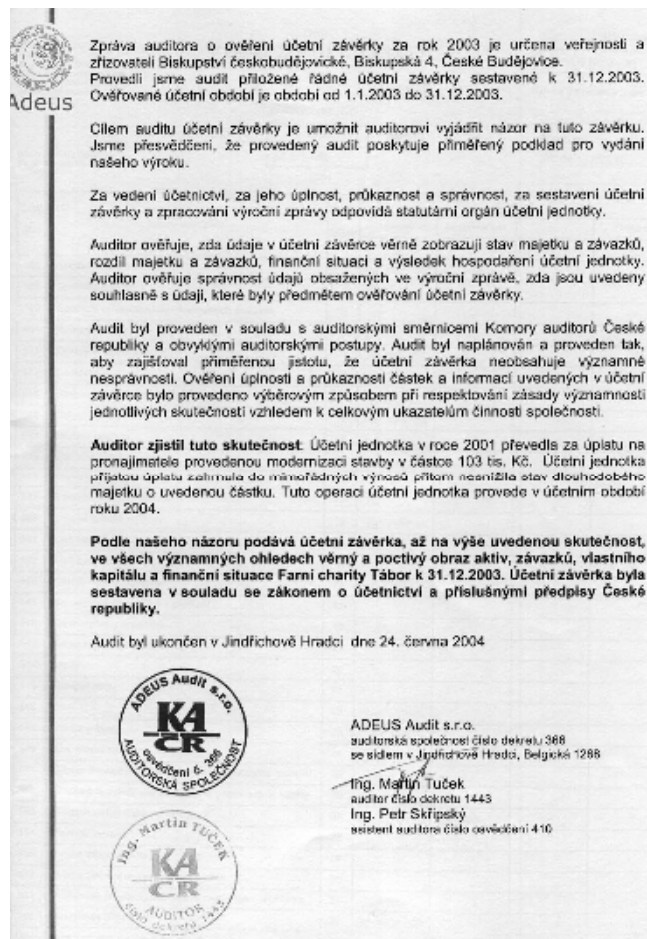 Adeus
Zpráva auditora o ověření účetní závěrky za rok 2003 je určena veřejnosti a
zřizovateli Biskupství českobudějovické, Biskupská 4, České Budějovice.
Provedli jsme audit přiložené řádné účetní závěrky sestavené k 31.12.2003.
Ověřované účetní období je období od 1.1.2003 do 31.12.2003.
Cílem auditu účetní závěrky je umožnit auditorovi vyjádřit názor na tuto závěrku.
Jsme přesvědčeni, že provedený audit poskytuje přiměřený podklad pro vydání
našeho výroku.
Za vedení účetnictví, za jeho úplnost, průkaznost a správnost, za sestavení účetní
závěrky a zpracování výroční zprávy odpovídá statutární orgán účetní jednotky.
Auditor ověřuje, zda údaje v účetní závěrce věrně zobrazují stav majetku a závazků,
rozdíl majetku a závazků, finanční situaci a výsledek hospodaření účetní jednotky.
Auditor ověřuje správnost údajů obsažených ve výroční zprávě, zda jsou uvedeny
souhlasně s údaji, které byly předmětem ověřování účetní závěrky.
Audit byl proveden v souladu s auditorskými směrnicemi Komory auditorů České
republiky a obvyklými auditorskými postupy. Audit byl naplánován a proveden tak,
aby zajišťoval přiměřenou jistotu, že účetní závěrka neobsahuje významné
nesprávnosti. Ověření úplnosti a průkaznosti částek a informací uvedených v účetní
závěrce bylo provedeno výběrovým způsobem při respektování zásady významnosti
jednotlivých skutečností vzhledem k celkovým ukazatelům činnosti společnosti.
Auditor zjistil tuto skutečnost: Účetní jednotka v roce 2001 převedla za úplatu na
pronajímatele provedenou modernizaci stavby v částce 103 tis. Kč. Účetní jednotka
přijatou úplatu zahrnula do mimořádných výnosů přitom nesnížila stav dlouhodobého
majetku o uvedenou částku. Tuto operaci účetní jednotka provede v účetním období
roku 2004.
Podle našeho názoru podává účetní závěrka, až na výše uvedenou skutečnost,
ve všech významných ohledech věrný a poctivý obraz aktiv, závazků, vlastního
kapitálu a finanční situace Farní charity Tábor k 31.12.2003. Účetní závěrka byla
sestavena v souladu se zákonem o účetnictví a příslušnými předpisy České
republiky.
Audit byl ukončen v Jindřichově Hradci dne 24. června 2004
ADEUS Audit s.r.o.
KA
ČR
osvědčení č. 366
AUDITORSKÁ SPOLEČNOST
ADEUS Audit s.r.o.
auditorská společnost číslo dekretu 366
se sídlem v Jindřichově Hradci, Belgická 1268
Ing. Martin Tuček
auditor číslo dekretu 1443
Ing. Petr Skřipský
asistent auditora číslo osvědčení 410
Ing. Martin TUČEK
KA
ČR
AUDITOR
číslo dekretu 1443